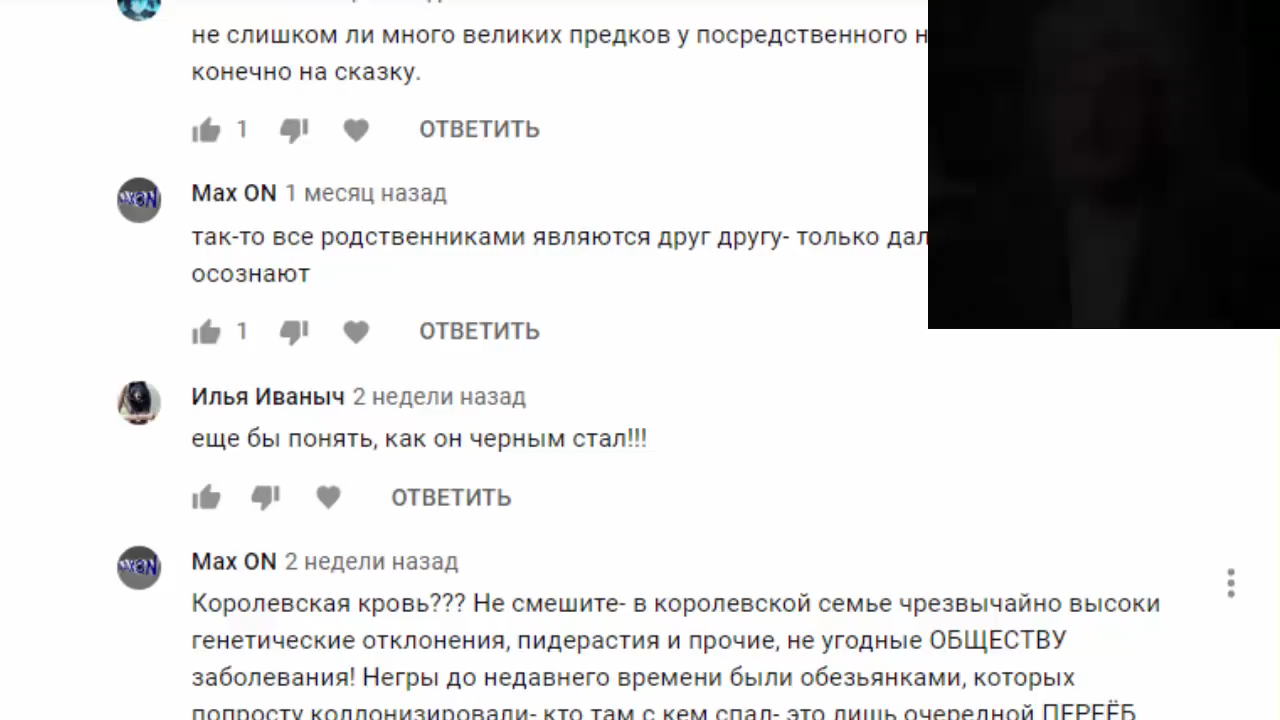 не слишком ли много великих предков у посредственного
конечно на сказку.
1 ОТВЕТИТЬ
Max ON 1 месяц назад
так-то все родственниками являются друг другу- только
осознают
1 ОТВЕТИТЬ
Илья Иваныч 2 недели назад
еще бы понять, как он черным стал!!!
ОТВЕТИТЬ
Max ON 2 недели назад
Королевская кровь??? Не смешите- в королевской семье чрезвычайно высоки
генетические отклонения, пидерастия и прочие, не угодные ОБЩЕСТВУ
заболевания! Негры до недавнего времени были обезьянками, которых
попросту коллонизировали- кто там с кем спал- это лишь очередной ПЕРЕЁБ